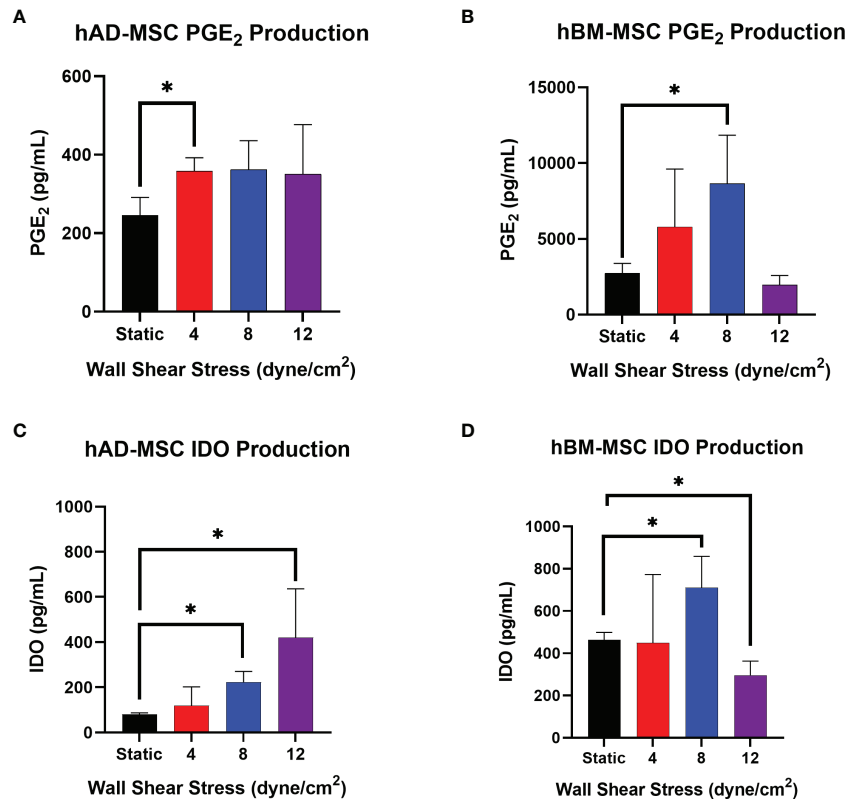 A
hAD-MSC PGE₂ Production
PGE₂ (pg/mL)
600
400
200
0
*
Static 4 8 12
Wall Shear Stress (dyne/cm²)
B
hBM-MSC PGE₂ Production
PGE₂ (pg/mL)
15000
10000
5000
0
*
Static 4 8 12
Wall Shear Stress (dyne/cm²)
C
hAD-MSC IDO Production
IDO (pg/mL)
1000
800
600
400
200
0
*
*
Static 4 8 12
Wall Shear Stress (dyne/cm²)
D
hBM-MSC IDO Production
IDO (pg/mL)
1000
800
600
400
200
0
*
*
Static 4 8 12
Wall Shear Stress (dyne/cm²)